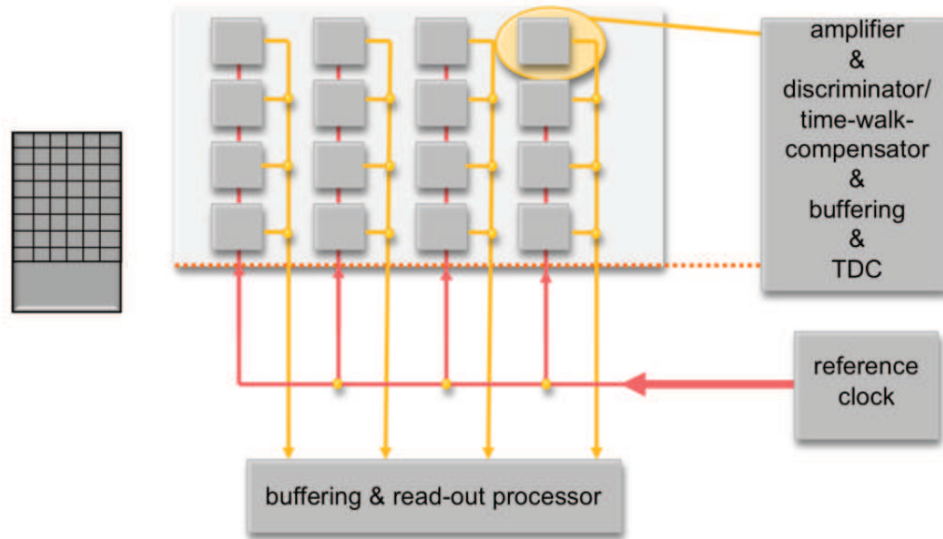 amplifier
&
discriminator/
time-walk-
compensator
&
buffering
&
TDC
reference
clock
buffering & read-out processor